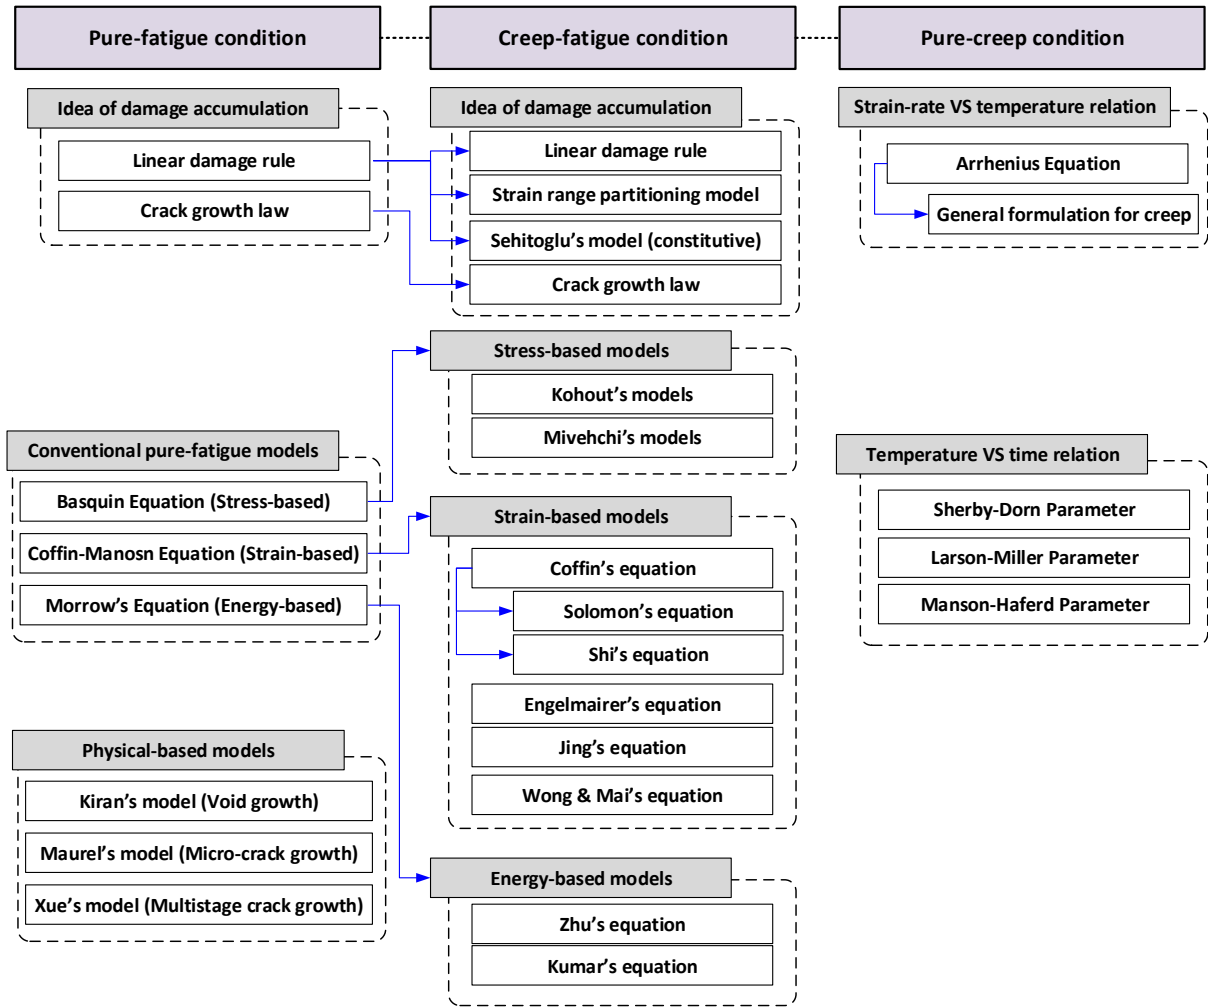 Pure-fatigue condition
Creep-fatigue condition
Pure-creep condition
Idea of damage accumulation
Linear damage rule
Crack growth law
Conventional pure-fatigue models
Basquin Equation (Stress-based)
Coffin-Manosn Equation (Strain-based)
Morrow's Equation (Energy-based)
Physical-based models
Kiran's model (Void growth)
Maurel's model (Micro-crack growth)
Xue's model (Multistage crack growth)
Idea of damage accumulation
Linear damage rule
Strain range partitioning model
Sehitoglu's model (constitutive)
Crack growth law
Stress-based models
Kohout's models
Mivehchi's models
Strain-based models
Coffin's equation
Solomon's equation
Shi's equation
Engelmairer's equation
Jing's equation
Wong & Mai's equation
Energy-based models
Zhu's equation
Kumar's equation
Strain-rate VS temperature relation
Arrhenius Equation
General formulation for creep
Temperature VS time relation
Sherby-Dorn Parameter
Larson-Miller Parameter
Manson-Haferd Parameter